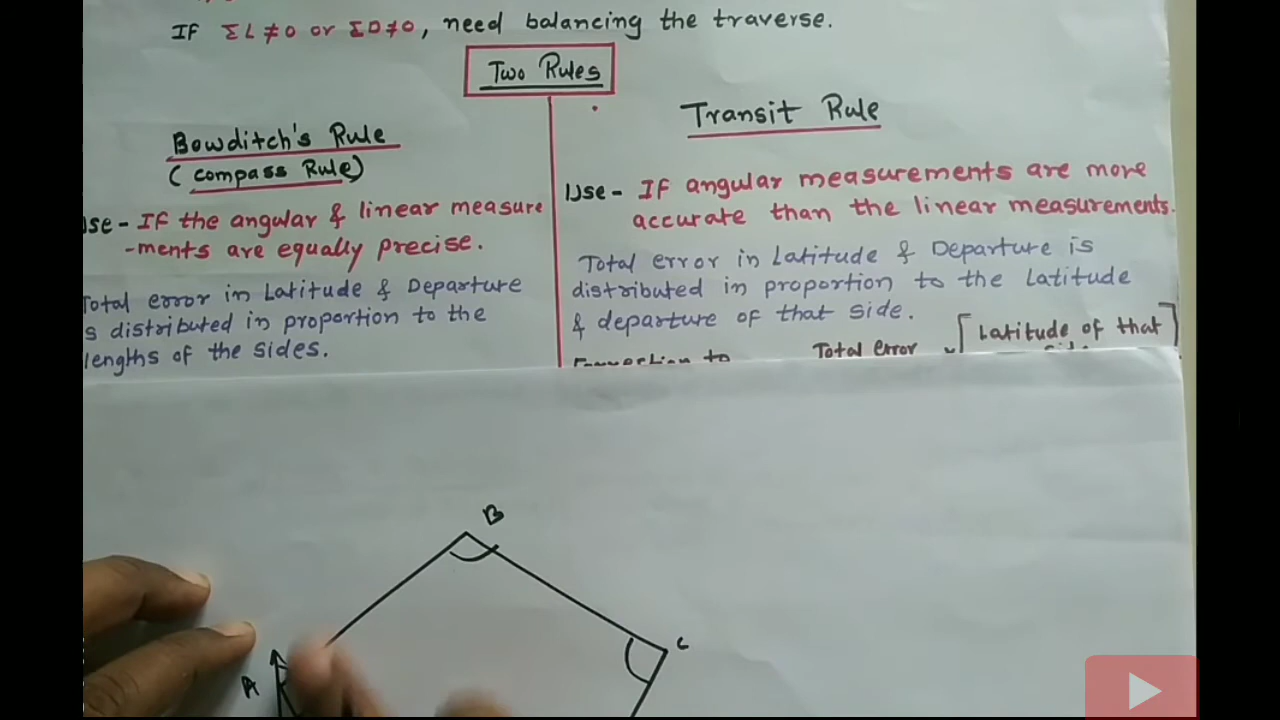 If ΣL≠0 or ΣD≠0, need balancing the traverse.
Two Rules
Bowditch's Rule
(compass Rule)
use - If the angular & linear measure
-ments are equally precise.
Total error in Latitude & Departure
is distributed in proportion to the
lengths of the sides.
Transit Rule
Use - If angular measurements are more
accurate than the linear measurements.
Total error in Latitude & Departure is
distributed in proportion to the Latitude
& departure of that side.
Total error [Latitude of that]
B
C
A